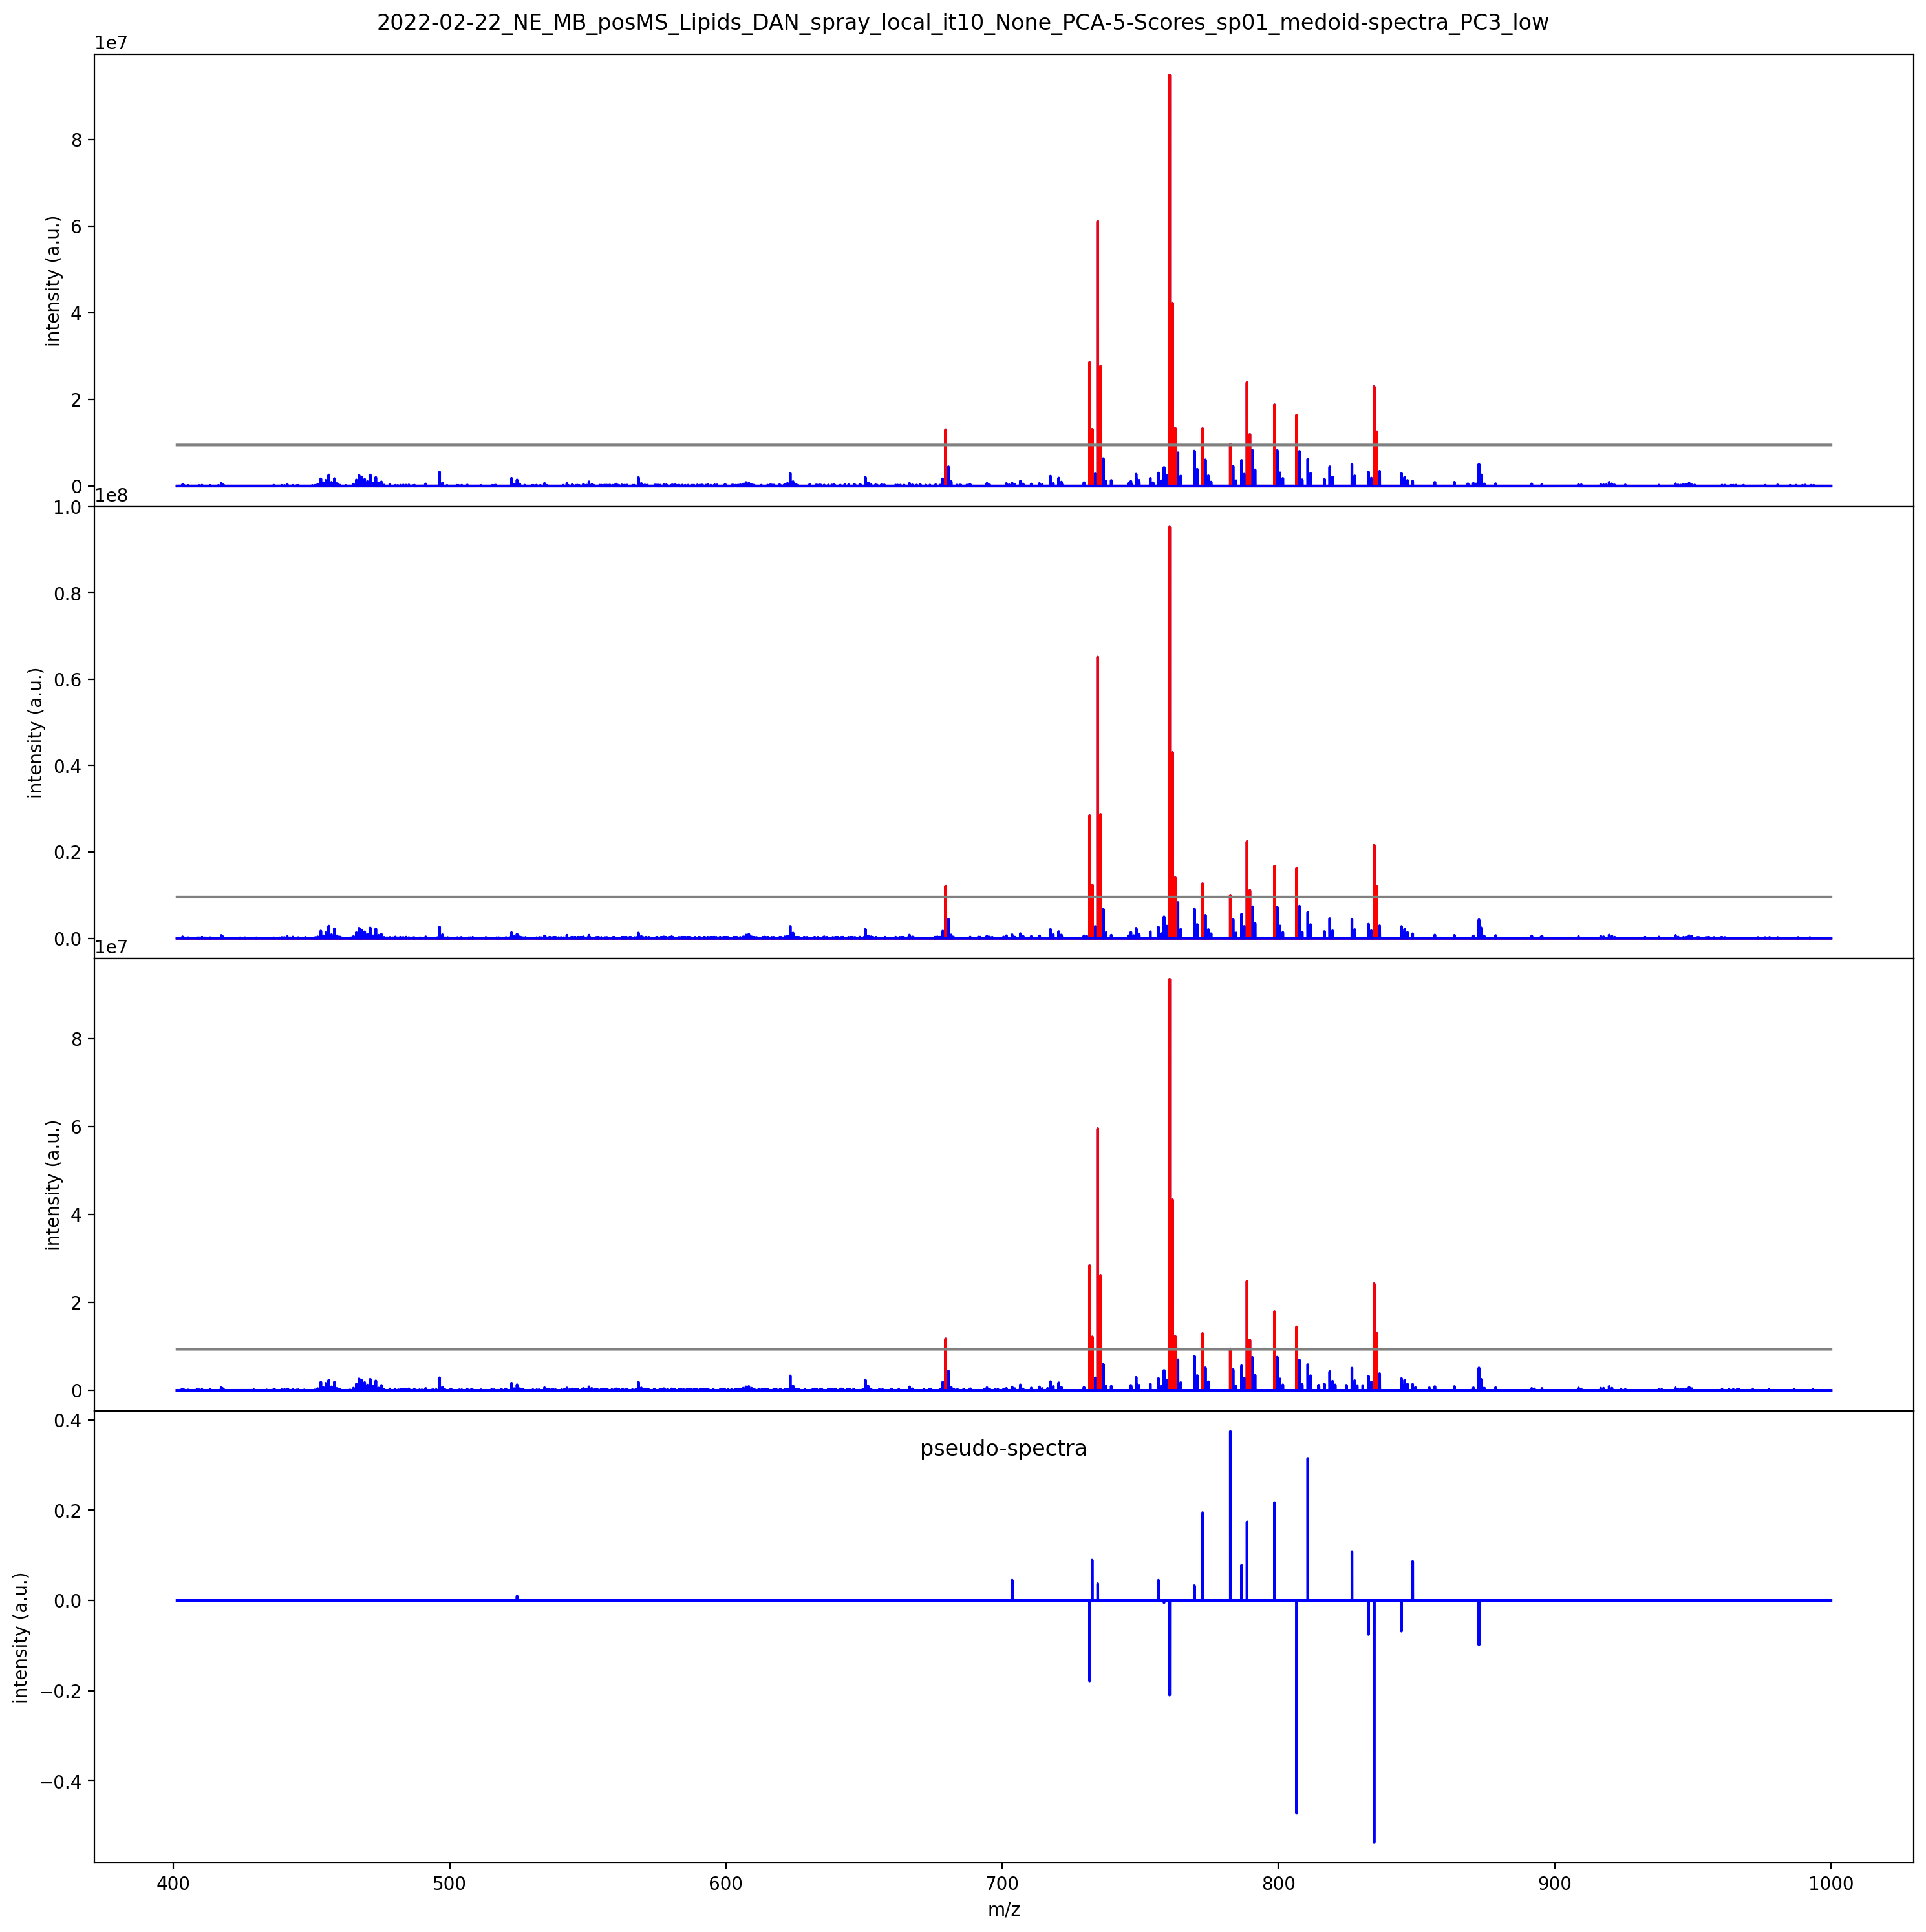 2022-02-22_NE_MB_posMS_Lipids_DAN_spray_local_it10_None_PCA-5-Scores_sp01_medoid-spectra_PC3_low
1e7
8
6
4
2
0
intensity (a.u.)
1e8
1.0
0.8
0.6
0.4
0.2
0.0
intensity (a.u.)
1e7
8
6
4
2
0
intensity (a.u.)
pseudo-spectra
0.4
0.2
0.0
−0.2
−0.4
intensity (a.u.)
400 500 600 700 800 900 1000
m/z